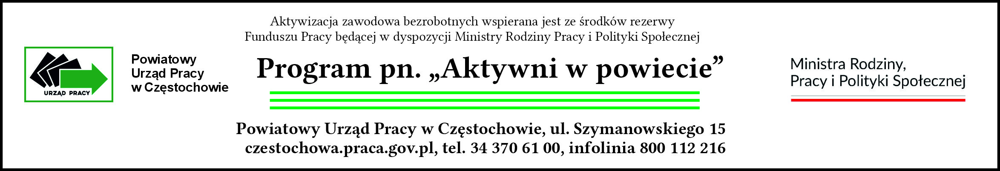 Aktywizacja zawodowa bezrobotnych wspierana jest ze środków rezerwy
Funduszu Pracy będącej w dyspozycji Ministry Rodziny Pracy i Polityki Społecznej
URZĄD PRACY
Powiatowy
Urząd Pracy
w Częstochowie
Program pn. „Aktywni w powiecie”
Ministra Rodziny,
Pracy i Polityki Społecznej
Powiatowy Urząd Pracy w Częstochowie, ul. Szymanowskiego 15
czestochowa.praca.gov.pl, tel. 34 370 61 00, infolinia 800 112 216